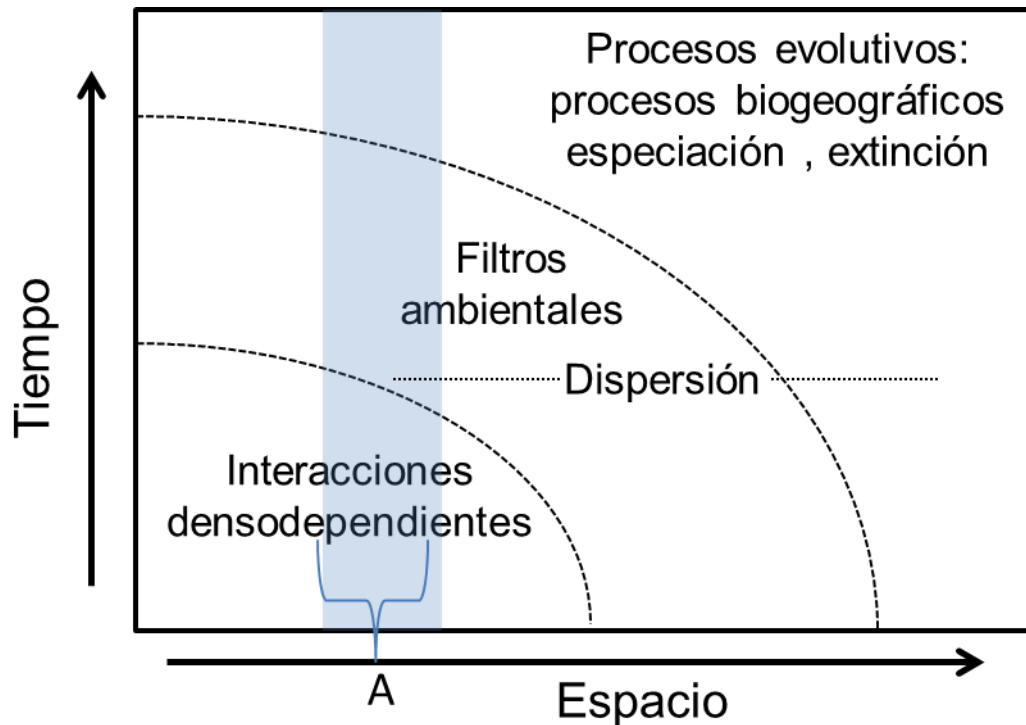 Procesos evolutivos:
procesos biogeográficos
especiación , extinción
Filtros
ambientales
Dispersión
Interacciones
densodependientes
Tiempo
A
Espacio